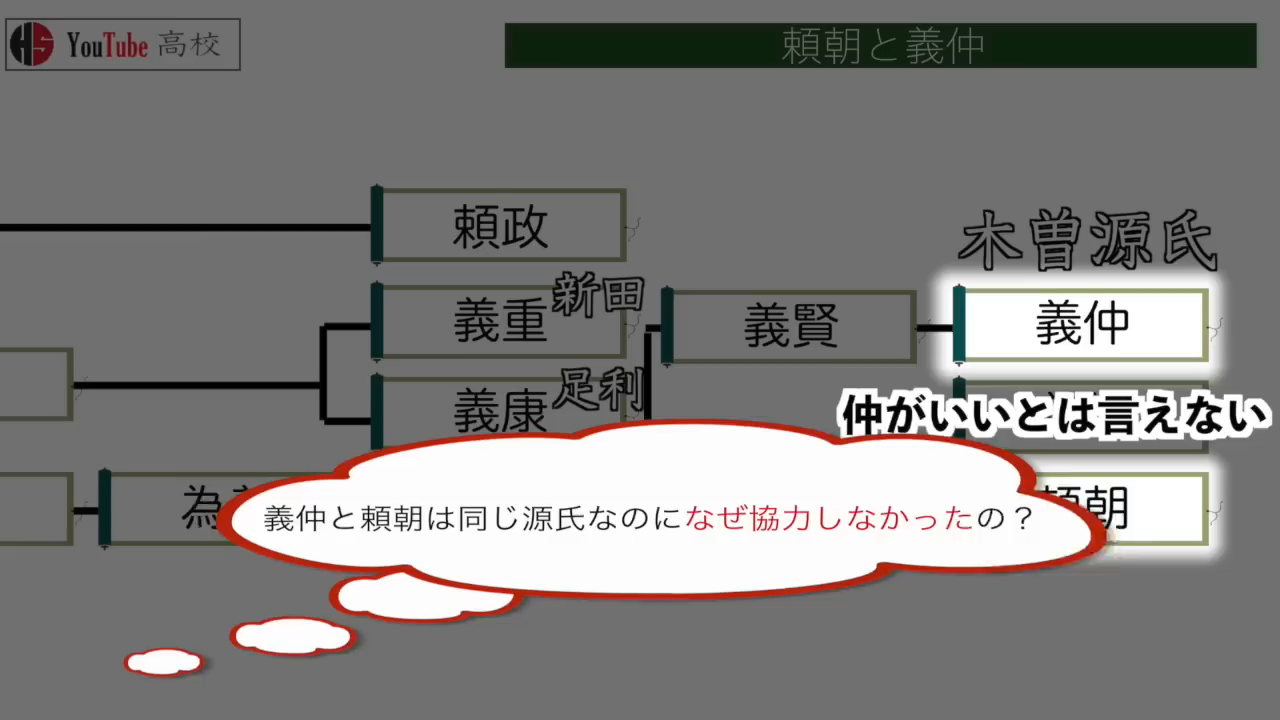 YouTube 高校
頼朝と義仲
頼政
木曽源氏
新田
義重
義賢
義仲
足利
義康
仲がいいとは言えない
為
朝
義仲と頼朝は同じ源氏なのになぜ協力しなかったの？